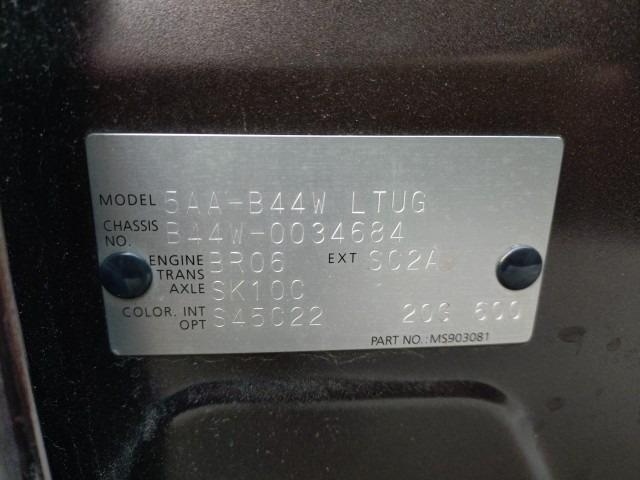 MODEL 5AA-B44W LTUG
CHASSIS NO. B44W-0034684
ENGINE BR06 EXT SC2A
TRANS AXLE SK10C
COLOR. INT OPT S45C22 20G 600
PART NO.:MS903081